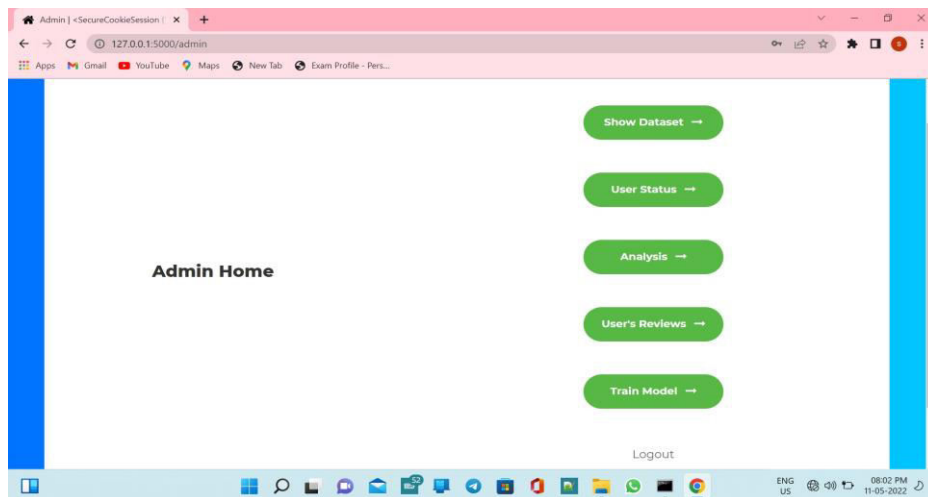 Admin | <SecureCookieSession (
127.0.0.1:5000/admin
Apps Gmail YouTube Maps New Tab Exam Profile - Pers...
Show Dataset →
User Status →
Analysis →
Admin Home
User's Reviews →
Train Model →
Logout
ENG
US
08:02 PM
11-05-2022